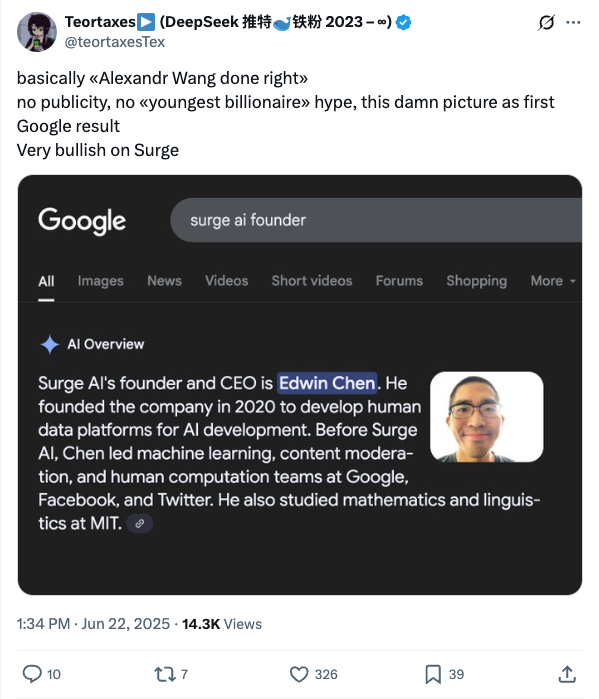 Teortaxes▶️ (DeepSeek 推特🐋铁粉 2023 – ∞)
@teortaxesTex
basically «Alexandr Wang done right»
no publicity, no «youngest billionaire» hype, this damn picture as first
Google result
Very bullish on Surge
Google
surge ai founder
All Images News Videos Short videos Forums Shopping More
AI Overview
Surge AI's founder and CEO is Edwin Chen. He
founded the company in 2020 to develop human
data platforms for AI development. Before Surge
AI, Chen led machine learning, content modera-
tion, and human computation teams at Google,
Facebook, and Twitter. He also studied mathematics and linguis-
tics at MIT.
1:34 PM · Jun 22, 2025 · 14.3K Views
10 7 326 39